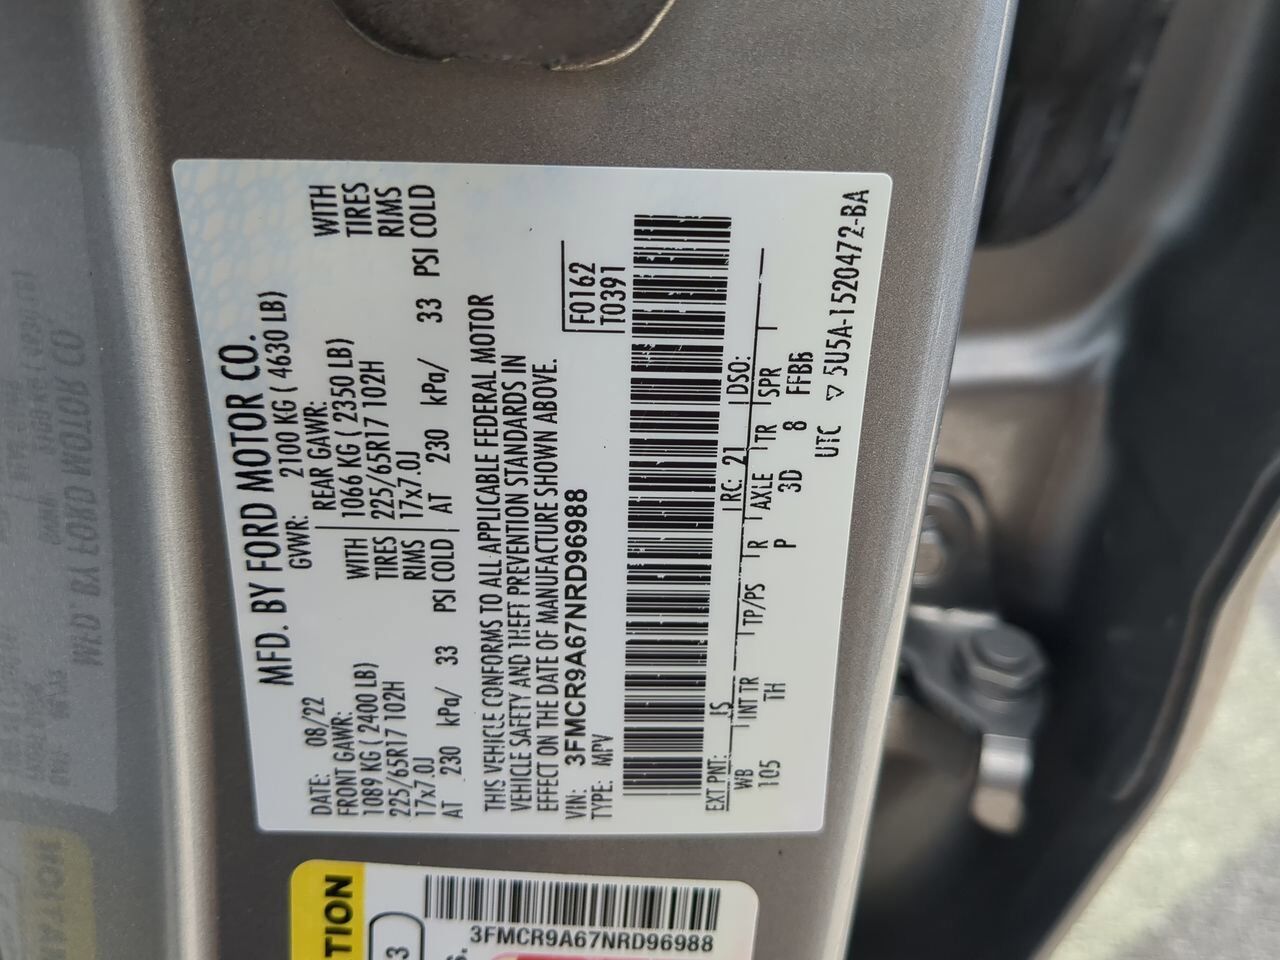 MFD. BY FORD MOTOR CO.
DATE: 08/22 GVWR: 2100 KG ( 4630 LB)
FRONT GAWR: REAR GAWR:
1089 KG ( 2400 LB) WITH 1066 KG ( 2350 LB) WITH
225/65R17 102H TIRES 225/65R17 102H TIRES
17x7.0J RIMS 17x7.0J RIMS
AT 230 kPa/ 33 PSI COLD AT 230 kPa/ 33 PSI COLD
THIS VEHICLE CONFORMS TO ALL APPLICABLE FEDERAL MOTOR
VEHICLE SAFETY AND THEFT PREVENTION STANDARDS IN
EFFECT ON THE DATE OF MANUFACTURE SHOWN ABOVE.
VIN: 3FMCR9A67NRD96988 F0162
TYPE: MPV T0391
EXT PNT: JS RC: 21 DSO:
WB INT TR TP/PS R AXLE TR SPR
105 TH P 3D 8 FFBB
UTC ▽ 5U5A-1520472-BA
TION
3
3FMCR9A67NRD96988